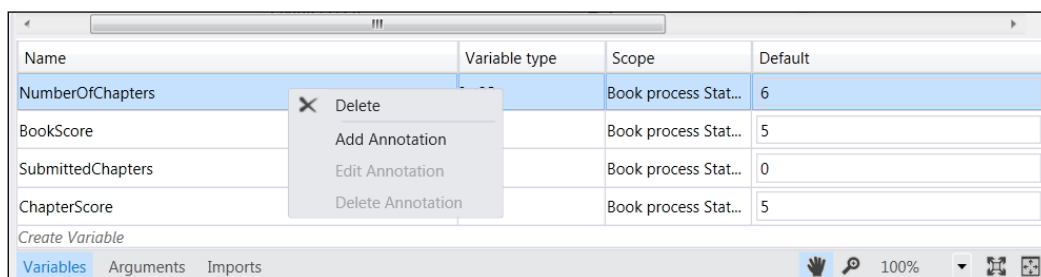 Name Variable type Scope Default
NumberOfChapters Book process Stat... 6
Delete
BookScore Book process Stat... 5
Add Annotation
SubmittedChapters Book process Stat... 0
Edit Annotation
ChapterScore Book process Stat... 5
Delete Annotation
Create Variable
Variables Arguments Imports 100%